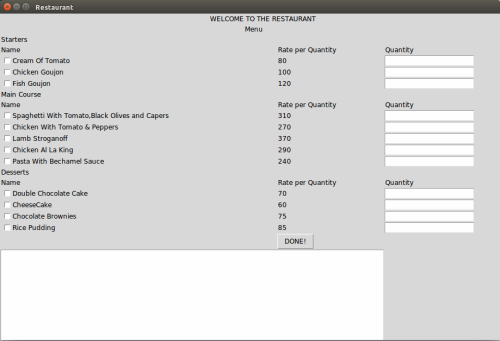 Restaurant
WELCOME TO THE RESTAURANT
Menu
Starters
Name Rate per Quantity Quantity
Cream Of Tomato 80
Chicken Goujon 100
Fish Goujon 120
Main Course
Name Rate per Quantity Quantity
Spaghetti With Tomato,Black Olives and Capers 310
Chicken With Tomato & Peppers 270
Lamb Stroganoff 370
Chicken Al La King 290
Pasta With Bechamel Sauce 240
Desserts
Name Rate per Quantity Quantity
Double Chocolate Cake 70
CheeseCake 60
Chocolate Brownies 75
Rice Pudding 85
DONE!